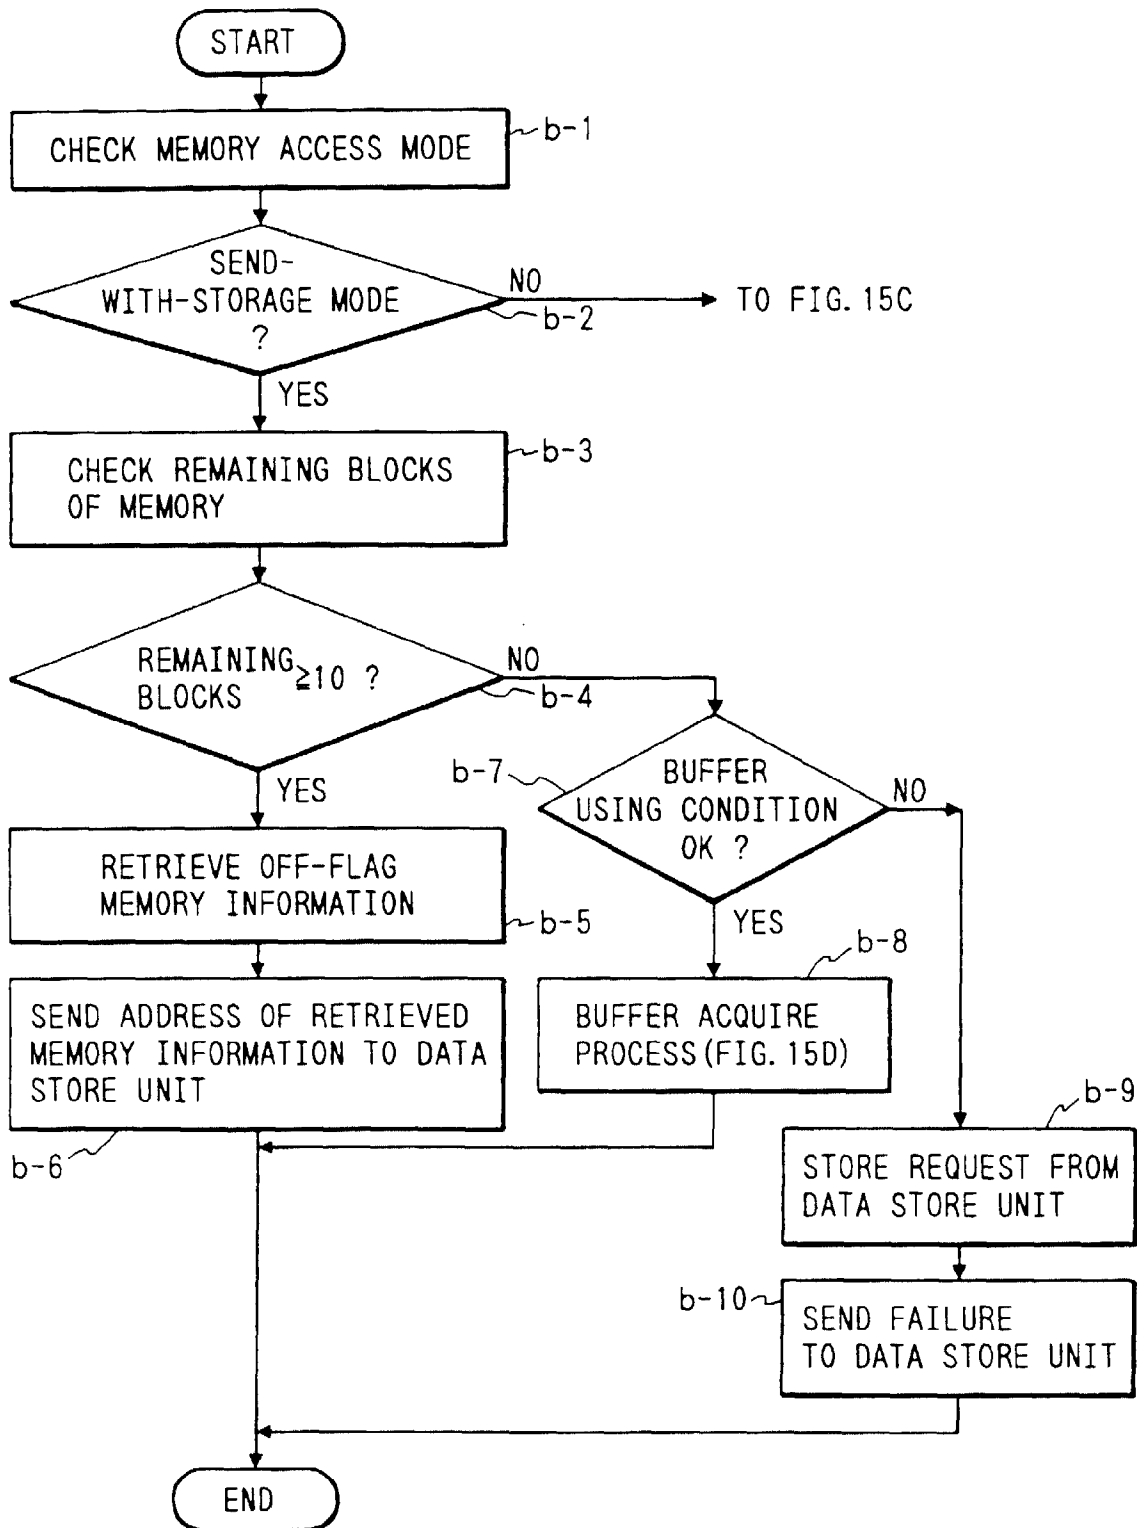 START
CHECK MEMORY ACCESS MODE
b-1
SEND-
WITH-STORAGE MODE
?
NO
b-2
TO FIG. 15C
YES
CHECK REMAINING BLOCKS
OF MEMORY
b-3
REMAINING
BLOCKS
≧10 ?
NO
b-4
YES
b-7
BUFFER
USING CONDITION
OK ?
NO
YES
RETRIEVE OFF-FLAG
MEMORY INFORMATION
b-5
b-8
SEND ADDRESS OF RETRIEVED
MEMORY INFORMATION TO DATA
STORE UNIT
b-6
BUFFER ACQUIRE
PROCESS (FIG. 15D)
b-9
STORE REQUEST FROM
DATA STORE UNIT
b-10
SEND FAILURE
TO DATA STORE UNIT
END